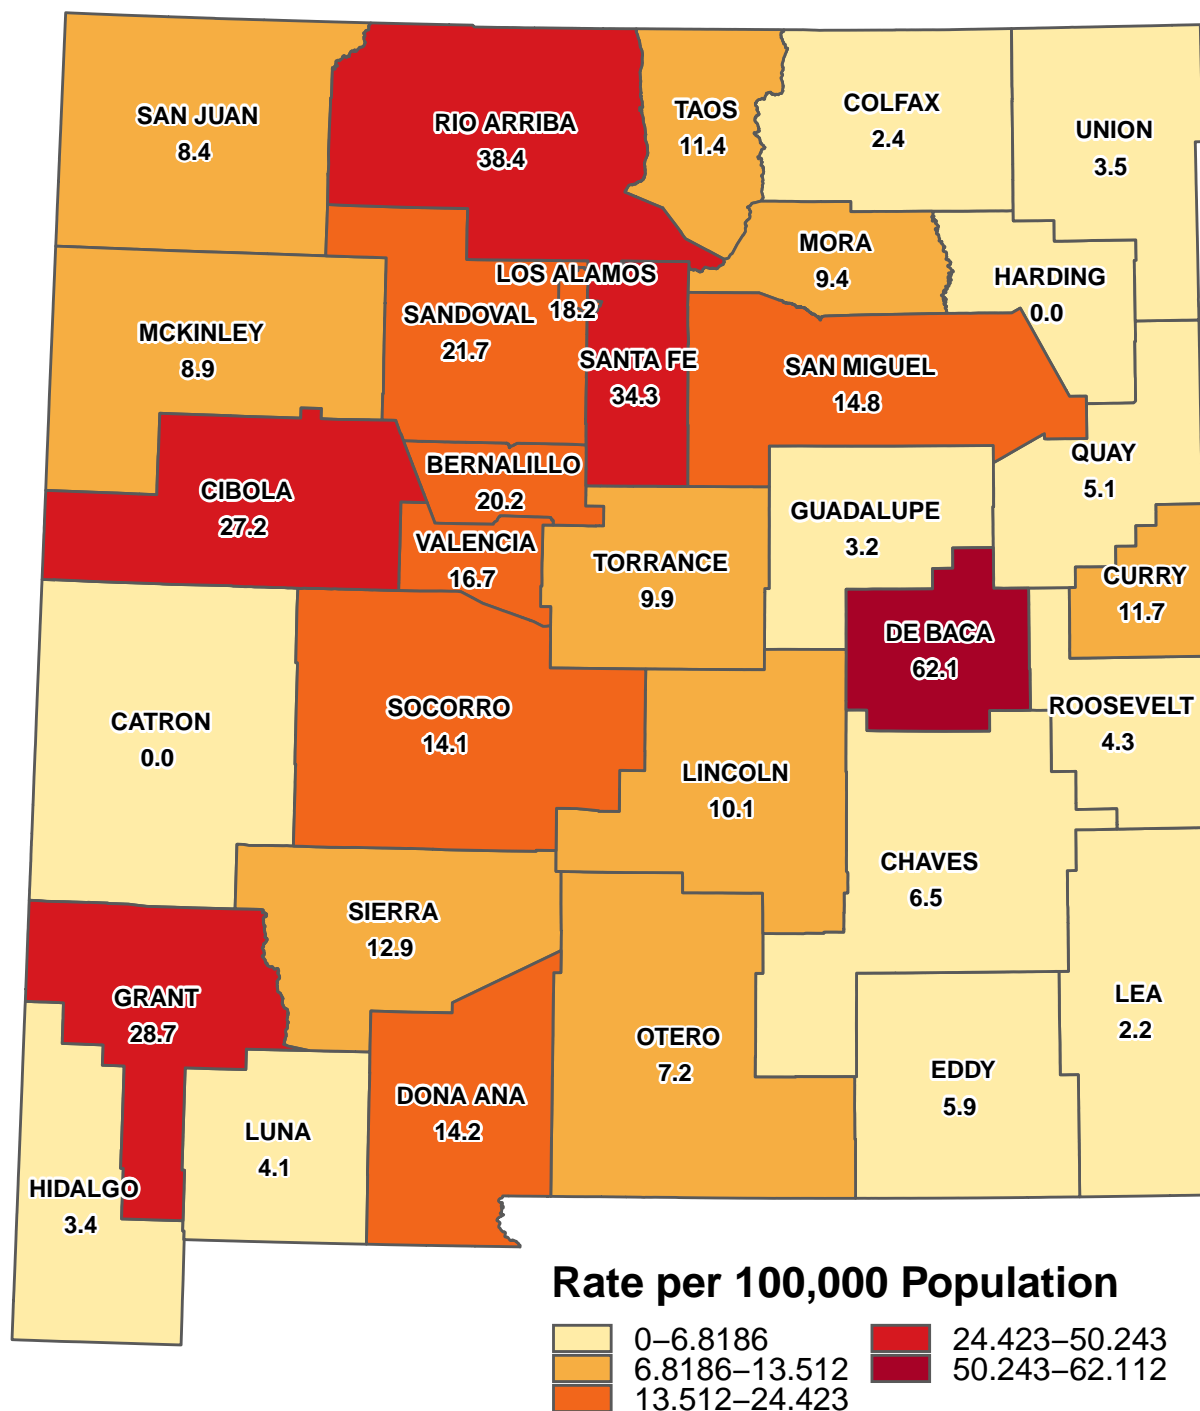 SAN JUAN
8.4
RIO ARRIBA
38.4
TAOS
11.4
COLFAX
2.4
UNION
3.5
MORA
9.4
HARDING
0.0
LOS ALAMOS
18.2
SANDOVAL
21.7
MCKINLEY
8.9
SANTA FE
34.3
SAN MIGUEL
14.8
QUAY
5.1
BERNALILLO
20.2
CIBOLA
27.2
GUADALUPE
3.2
VALENCIA
16.7
TORRANCE
9.9
CURRY
11.7
DE BACA
62.1
CATRON
0.0
SOCORRO
14.1
ROOSEVELT
4.3
LINCOLN
10.1
CHAVES
6.5
SIERRA
12.9
GRANT
28.7
LEA
2.2
OTERO
7.2
EDDY
5.9
DONA ANA
14.2
LUNA
4.1
HIDALGO
3.4
Rate per 100,000 Population
0–6.8186
6.8186–13.512
13.512–24.423
24.423–50.243
50.243–62.112